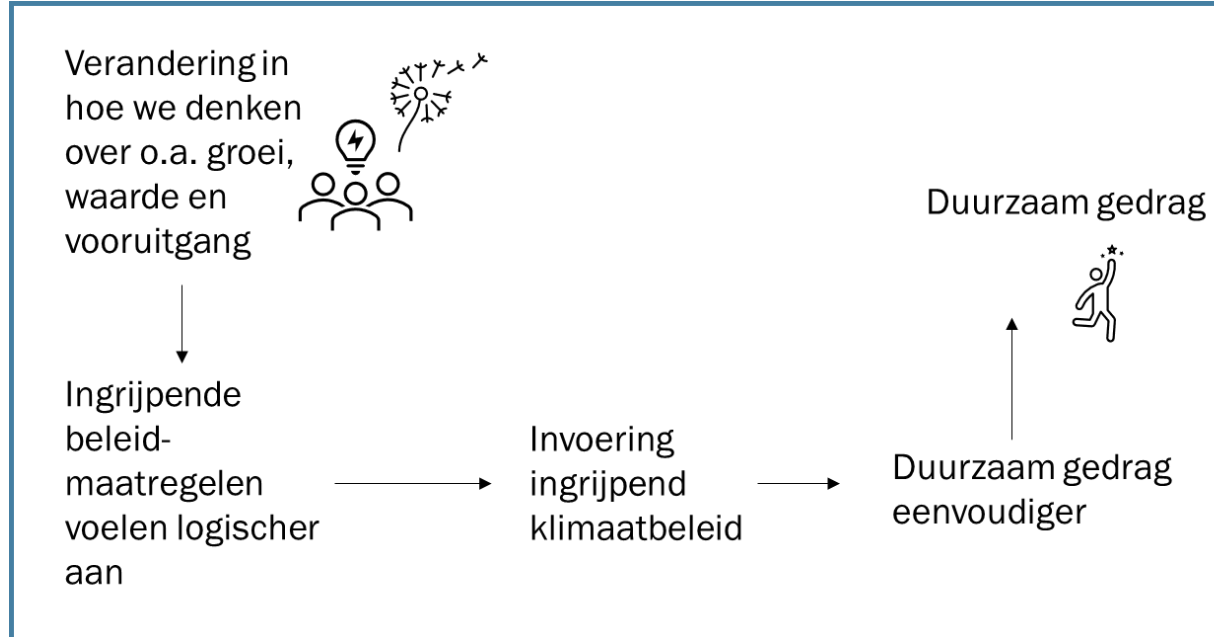 Verandering in
hoe we denken
over o.a. groei,
waarde en
vooruitgang
Ingrijpende
beleid-
maatregelen
voelen logischer
aan
Invoering
ingrijpend
klimaatbeleid
Duurzaam gedrag
eenvoudiger
Duurzaam gedrag